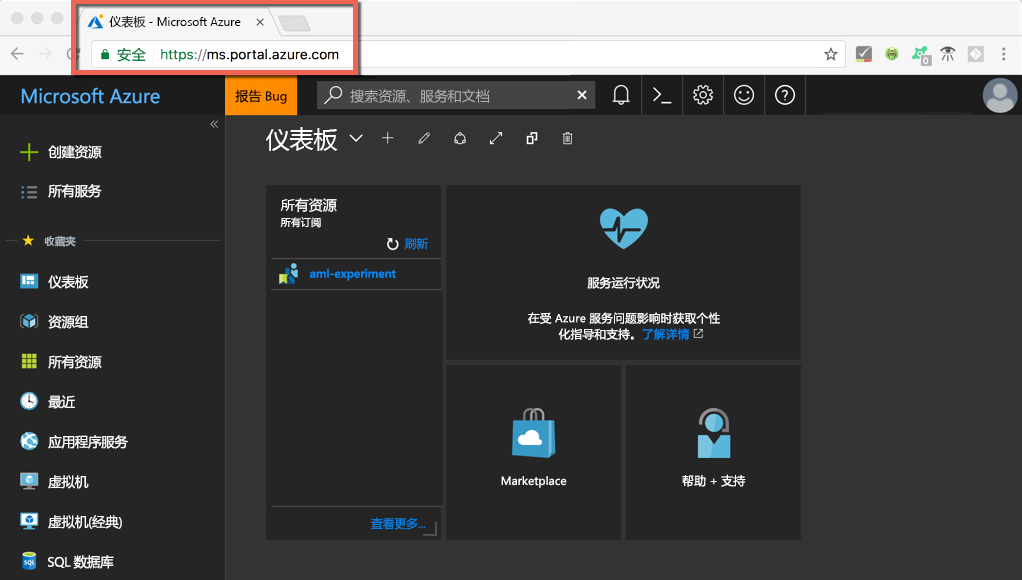 仪表板 - Microsoft Azure
安全 https://ms.portal.azure.com
0
Microsoft Azure
报告 Bug
搜索资源、服务和文档
创建资源
所有服务
收藏夹
仪表板
资源组
所有资源
最近
应用程序服务
虚拟机
虚拟机(经典)
SQL
SQL 数据库
仪表板
所有资源
所有订阅
刷新
aml-experiment
查看更多...
服务运行状况
在受 Azure 服务问题影响时获取个性
化指导和支持。了解详情
Marketplace
帮助 + 支持